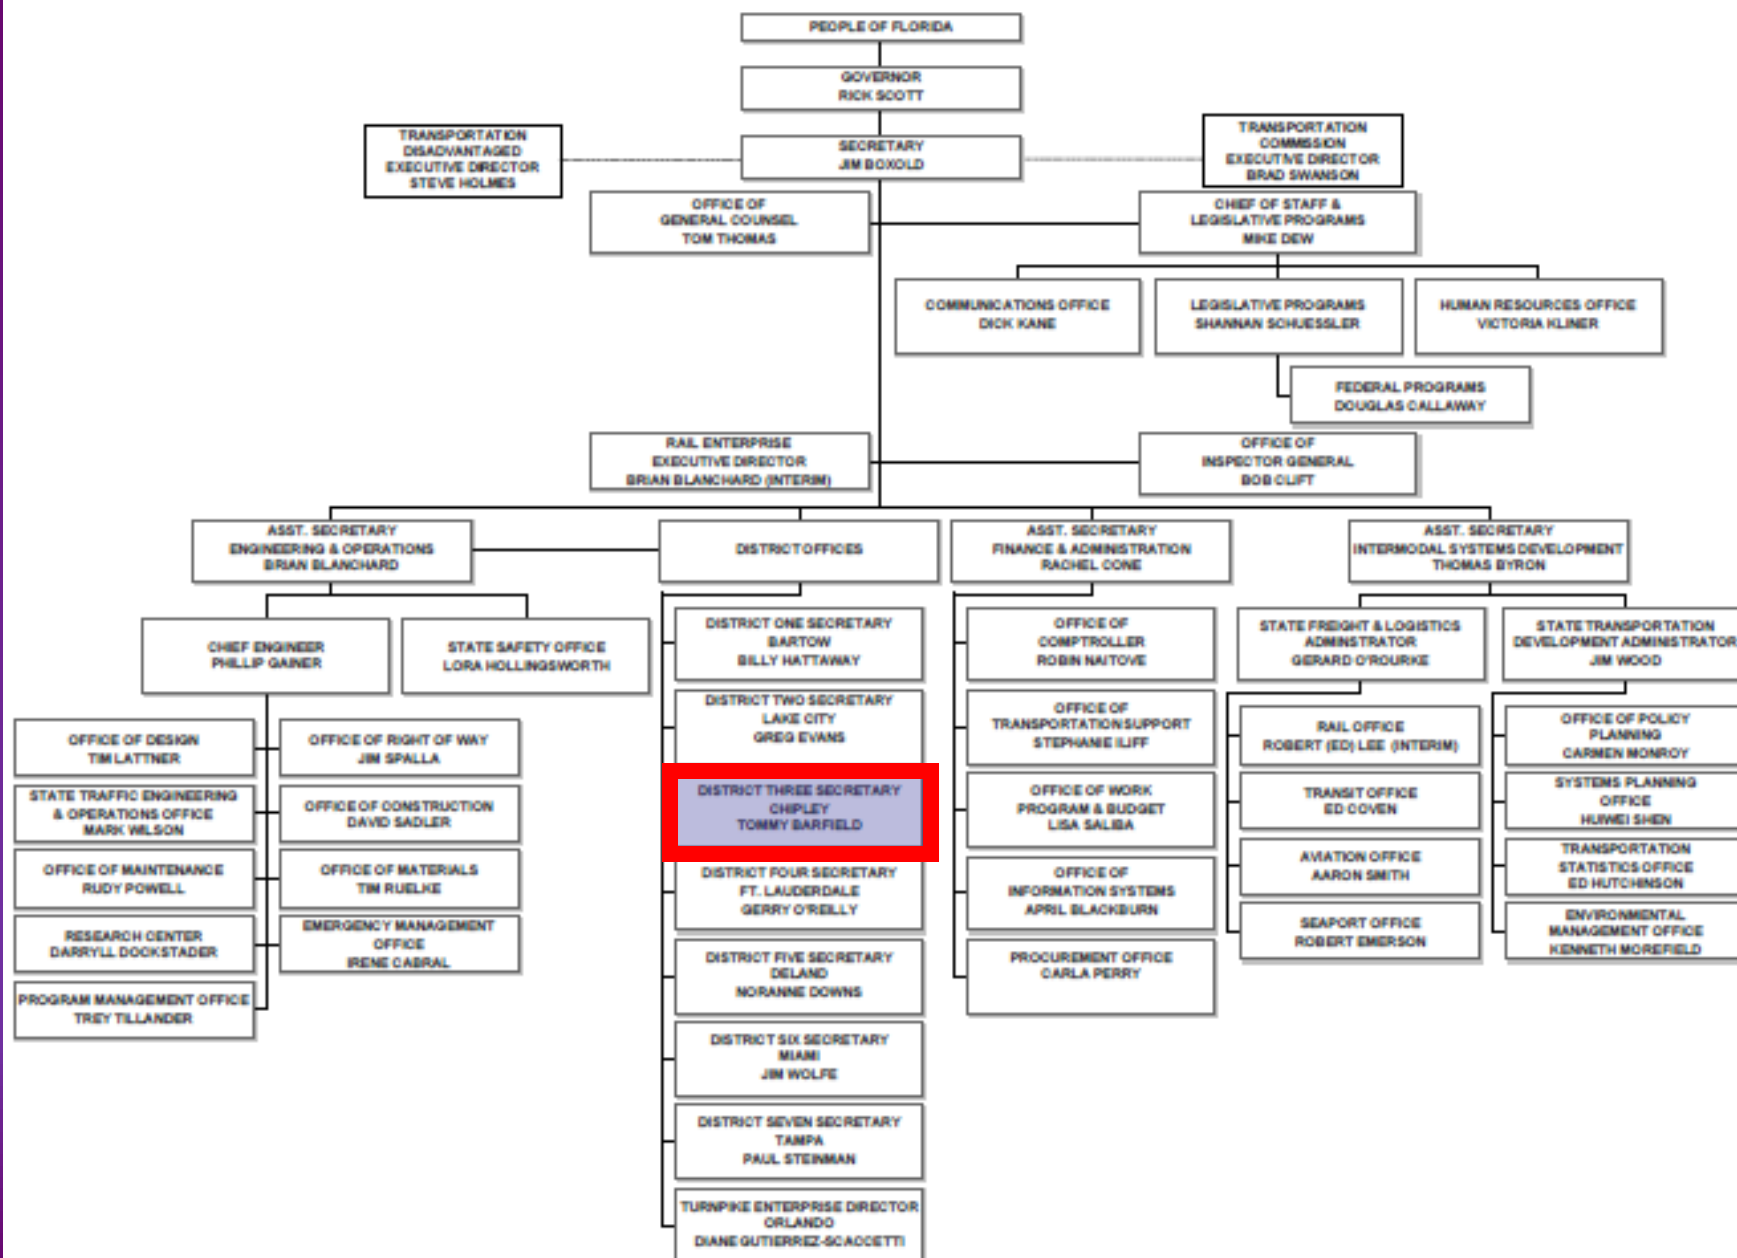 PEOPLE OF FLORIDA
GOVERNOR
RICK SCOTT
SECRETARY
JIM BOXOLD
TRANSPORTATION
DISADVANTAGED
EXECUTIVE DIRECTOR
STEVE HOLMES
TRANSPORTATION
COMMISSION
EXECUTIVE DIRECTOR
BRAD SWANSON
OFFICE OF
GENERAL COUNSEL
TOM THOMAS
CHIEF OF STAFF &
LEGISLATIVE PROGRAMS
MIKE DEW
COMMUNICATIONS OFFICE
DICK KANE
LEGISLATIVE PROGRAMS
SHANNAN SCHUESSLER
HUMAN RESOURCES OFFICE
VICTORIA KLINER
FEDERAL PROGRAMS
DOUGLAS CALLAWAY
RAIL ENTERPRISE
EXECUTIVE DIRECTOR
BRIAN BLANCHARD (INTERIM)
OFFICE OF
INSPECTOR GENERAL
BOB CLIFT
ASST. SECRETARY
ENGINEERING & OPERATIONS
BRIAN BLANCHARD
DISTRICT OFFICES
ASST. SECRETARY
FINANCE & ADMINISTRATION
RACHEL CONE
ASST. SECRETARY
INTERMODAL SYSTEMS DEVELOPMENT
THOMAS BYRON
CHIEF ENGINEER
PHILLIP GAINER
STATE SAFETY OFFICE
LORA HOLLINGSWORTH
OFFICE OF DESIGN
TIM LATTNER
OFFICE OF RIGHT OF WAY
JIM SPALLA
STATE TRAFFIC ENGINEERING
& OPERATIONS OFFICE
MARK WILSON
OFFICE OF CONSTRUCTION
DAVID SADLER
OFFICE OF MAINTENANCE
RUDY POWELL
OFFICE OF MATERIALS
TIM RUELKE
RESEARCH CENTER
DARRYLL DOCKSTADER
EMERGENCY MANAGEMENT
OFFICE
IRENE CABRAL
PROGRAM MANAGEMENT OFFICE
TREY TILLANDER
DISTRICT ONE SECRETARY
BARTOW
BILLY HATTAWAY
DISTRICT TWO SECRETARY
LAKE CITY
GREG EVANS
DISTRICT THREE SECRETARY
CHIPLEY
TOMMY BARFIELD
DISTRICT FOUR SECRETARY
FT. LAUDERDALE
GERRY O'REILLY
DISTRICT FIVE SECRETARY
DELAND
NORANNE DOWNS
DISTRICT SIX SECRETARY
MIAMI
JIM WOLFE
DISTRICT SEVEN SECRETARY
TAMPA
PAUL STEINMAN
TURNPIKE ENTERPRISE DIRECTOR
ORLANDO
DIANE GUTIERREZ-SCACCETTI
OFFICE OF
COMPTROLLER
ROBIN NAITOVE
OFFICE OF
TRANSPORTATION SUPPORT
STEPHANIE ILIFF
OFFICE OF WORK
PROGRAM & BUDGET
LISA SALIBA
OFFICE OF
INFORMATION SYSTEMS
APRIL BLACKBURN
PROCUREMENT OFFICE
CARLA PERRY
STATE FREIGHT & LOGISTICS
ADMINSTRATOR
GERARD O'ROURKE
RAIL OFFICE
ROBERT (ED) LEE (INTERIM)
TRANSIT OFFICE
ED COVEN
AVIATION OFFICE
AARON SMITH
SEAPORT OFFICE
ROBERT EMERSON
STATE TRANSPORTATION
DEVELOPMENT ADMINISTRATOR
JIM WOOD
OFFICE OF POLICY
PLANNING
CARMEN MONROY
SYSTEMS PLANNING
OFFICE
HUIWEI SHEN
TRANSPORTATION
STATISTICS OFFICE
ED HUTCHINSON
ENVIRONMENTAL
MANAGEMENT OFFICE
KENNETH MOREFIELD